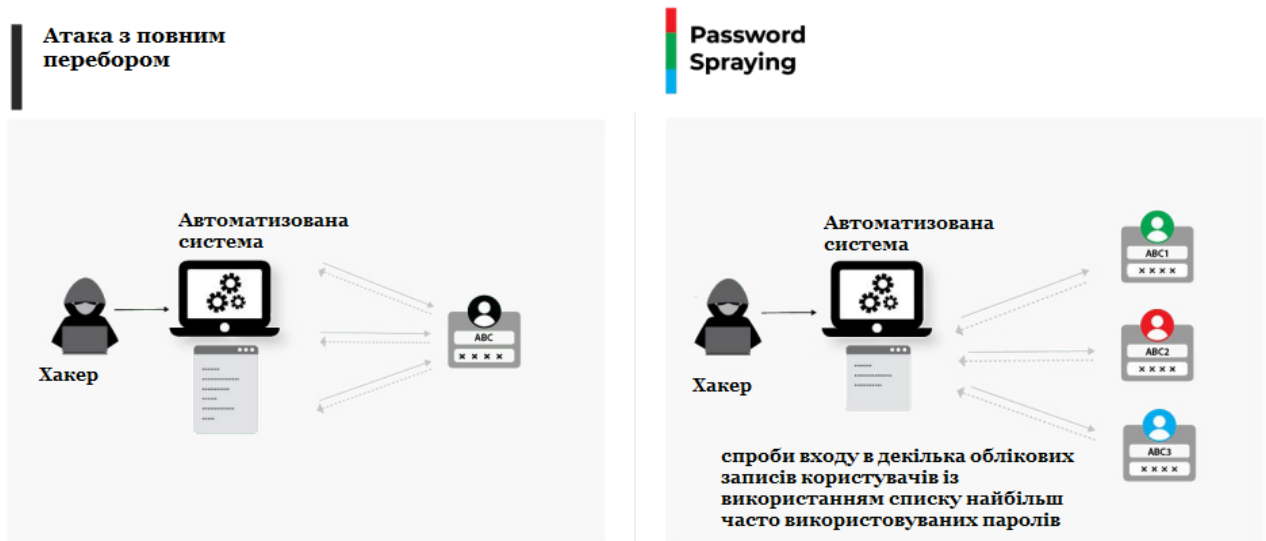 Атака з повним
перебором
Автоматизована
система
Хакер
ABC
× × × ×
Password
Spraying
Автоматизована
система
Хакер
ABC1
× × × ×
ABC2
× × × ×
ABC3
× × × ×
спроби входу в декілька облікових
записів користувачів із
використанням списку найбільш
часто використовуваних паролів